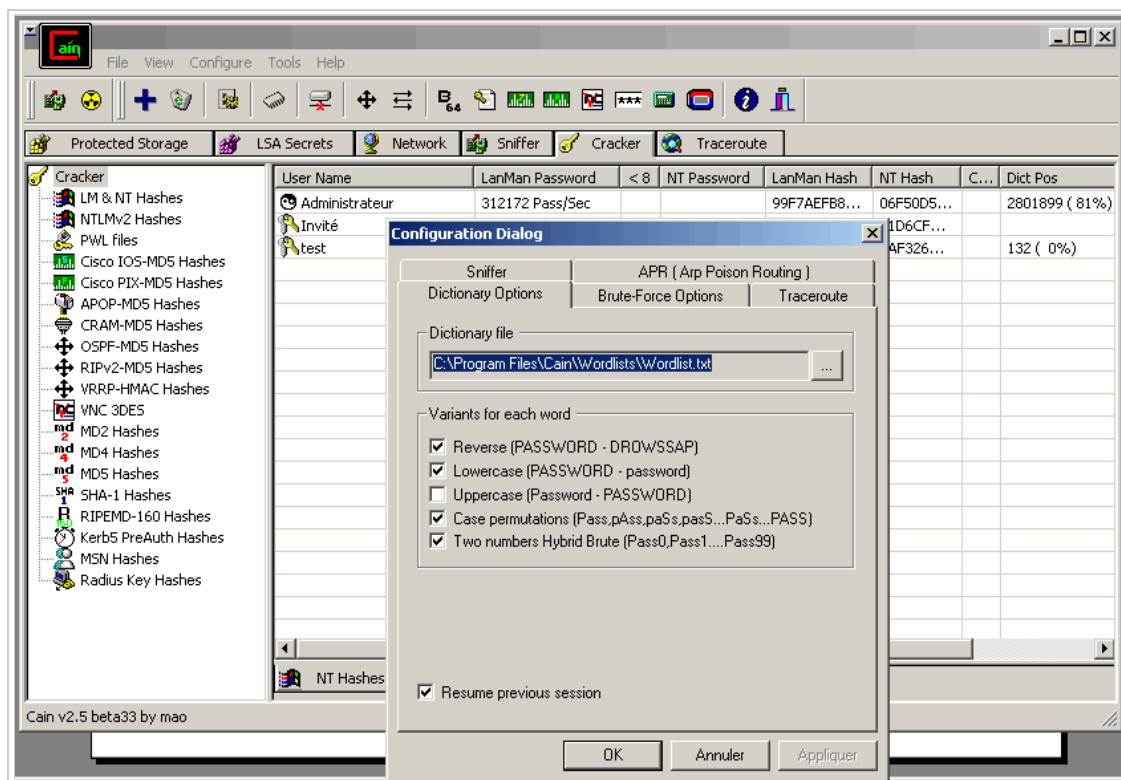 Caın
File View Configure Tools Help
B64
Protected Storage LSA Secrets Network Sniffer Cracker Traceroute
Cracker
LM & NT Hashes
NTLMv2 Hashes
PWL files
Cisco IOS-MD5 Hashes
Cisco PIX-MD5 Hashes
APOP-MD5 Hashes
CRAM-MD5 Hashes
OSPF-MD5 Hashes
RIPv2-MD5 Hashes
VRRP-HMAC Hashes
VNC 3DES
md2 MD2 Hashes
md4 MD4 Hashes
md5 MD5 Hashes
SHA1 SHA-1 Hashes
R160 RIPEMD-160 Hashes
Kerb5 PreAuth Hashes
MSN Hashes
Radius Key Hashes
User Name LanMan Password < 8 NT Password LanMan Hash NT Hash C... Dict Pos
Administrateur 312172 Pass/Sec 99F7AEFB8... 06F50D5... 2801899 ( 81%)
Invité 1D6CF...
test AF326... 132 ( 0%)
NT Hashes
Configuration Dialog
Sniffer APR ( Arp Poison Routing )
Dictionary Options Brute-Force Options Traceroute
Dictionary file
C:\Program Files\Cain\Wordlists\Wordlist.txt ...
Variants for each word
Reverse (PASSWORD - DROWSSAP)
Lowercase (PASSWORD - password)
Uppercase (Password - PASSWORD)
Case permutations (Pass,pAss,paSs,pasS...PaSs...PASS)
Two numbers Hybrid Brute (Pass0,Pass1....Pass99)
Resume previous session
OK Annuler Appliquer
Cain v2.5 beta33 by mao